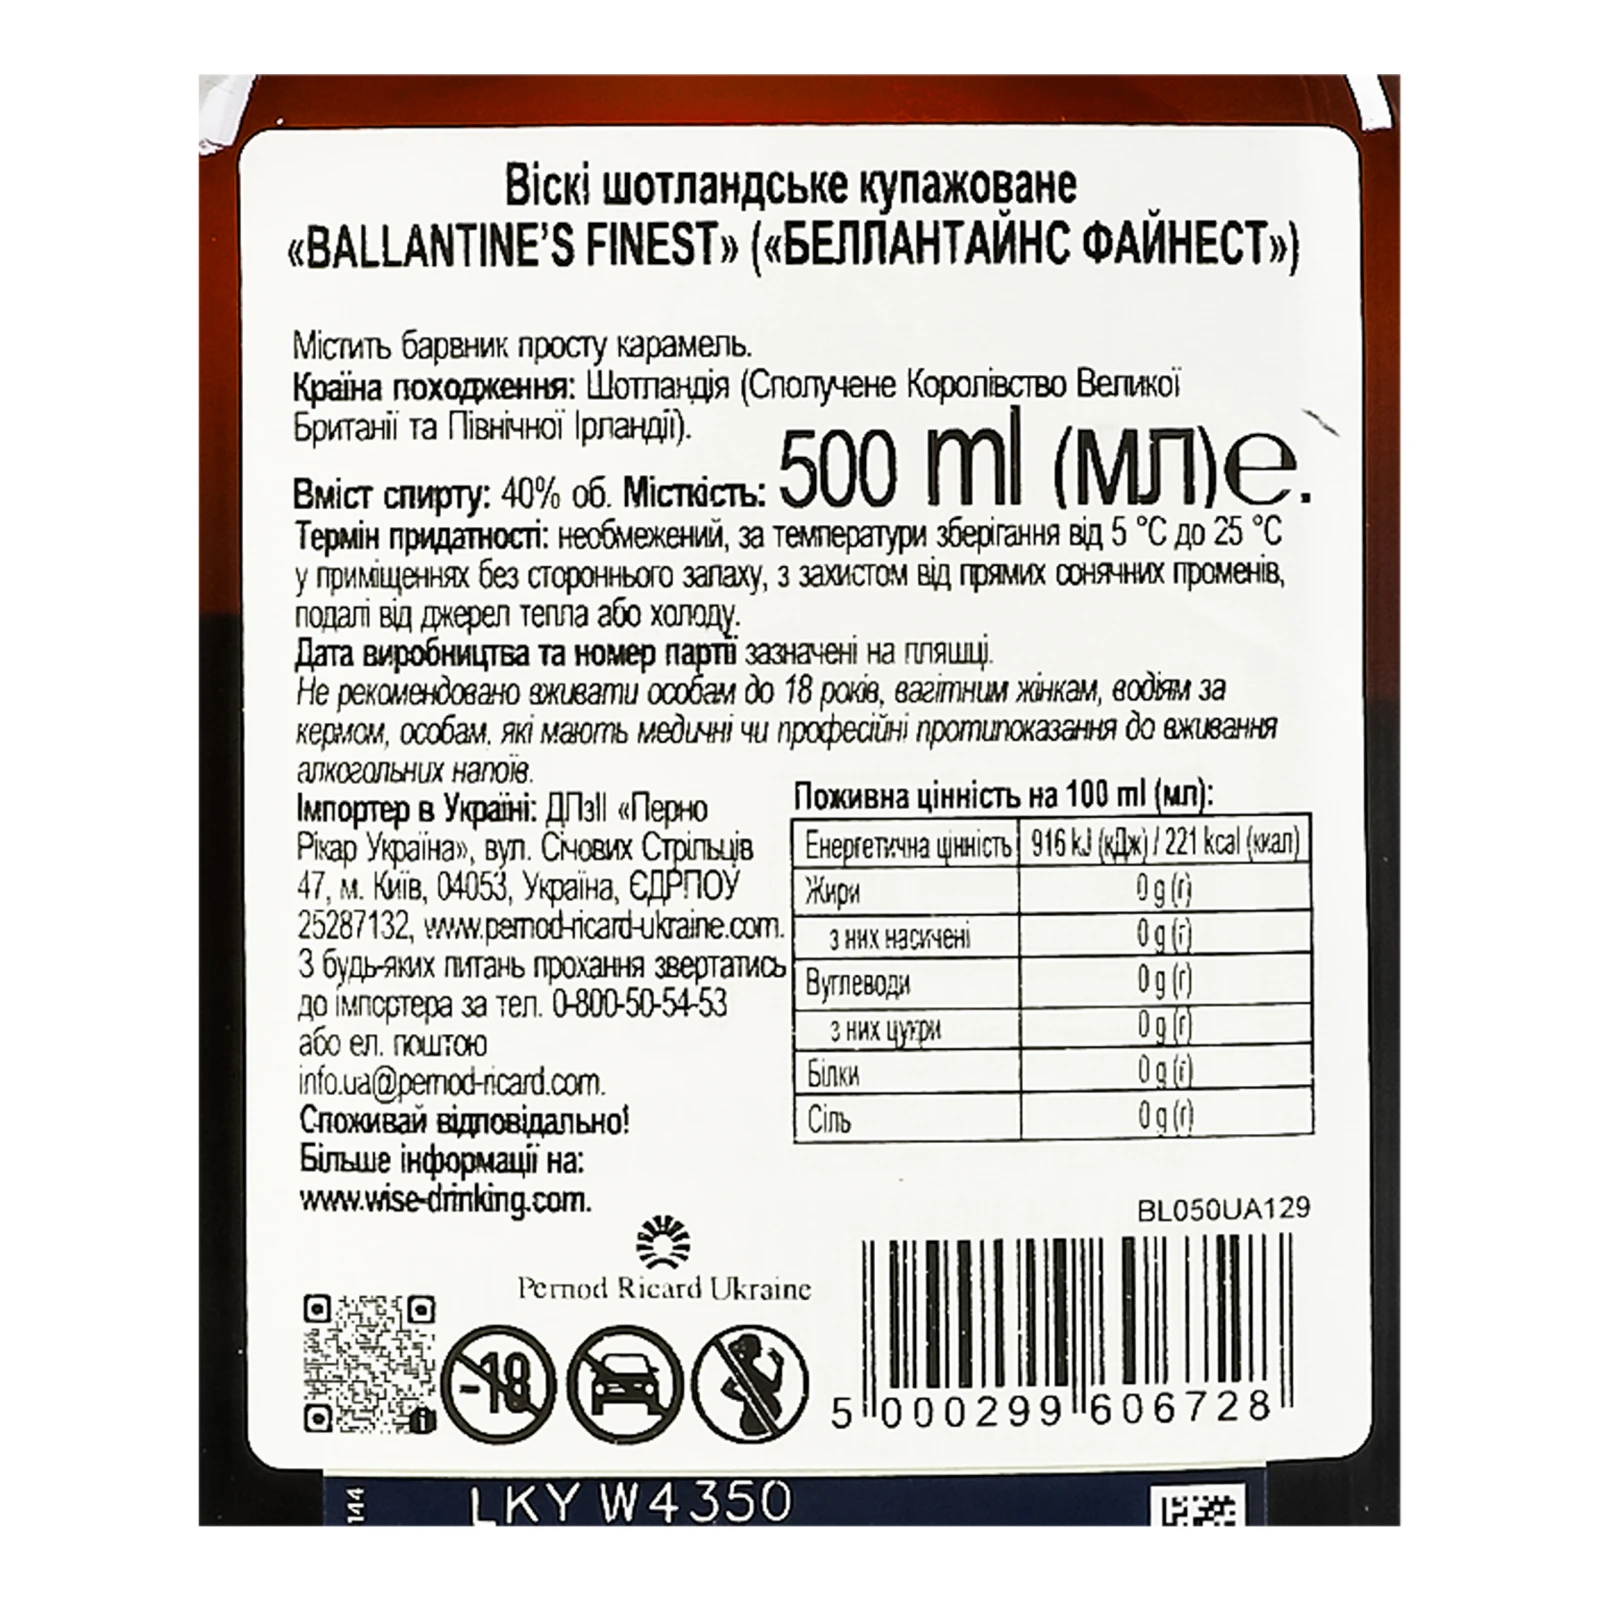 Віскі шотландське купажоване
«BALLANTINE’S FINEST» («БЕЛЛАНТАЙНС ФАЙНЕСТ»)
Містить барвник просту карамель.
Країна походження: Шотландія (Сполучене Королівство Великої
Британії та Північної Ірландії).
Вміст спирту: 40% об. Місткість: 500 ml (мл)℮.
Термін придатності: необмежений, за температури зберігання від 5 °C до 25 °C
у приміщеннях без стороннього запаху, з захистом від прямих сонячних променів,
подалі від джерел тепла або холоду.
Дата виробництва та номер партії зазначені на пляшці.
Не рекомендовано вживати особам до 18 років, вагітним жінкам, водіям за
кермом, особам, які мають медичні чи професійні протипоказання до вживання
алкогольних напоїв.
Імпортер в Україні: ДПзІІ «Перно
Рікар Україна», вул. Січових Стрільців
47, м. Київ, 04053, Україна, ЄДРПОУ
25287132, www.pernod-ricard-ukraine.com.
З будь-яких питань прохання звертатись
до імпортера за тел. 0-800-50-54-53
або ел. поштою
info.ua@pernod-ricard.com.
Споживай відповідально!
Більше інформації на:
www.wise-drinking.com.
Поживна цінність на 100 ml (мл):
Енергетична цінність 916 kJ (кДж) / 221 kcal (ккал)
Жири 0 g (г)
з них насичені 0 g (г)
Вуглеводи 0 g (г)
з них цукри 0 g (г)
Білки 0 g (г)
Сіль 0 g (г)
BL050UA129
Pernod Ricard Ukraine
5 000299 606728
144
LKY W4350